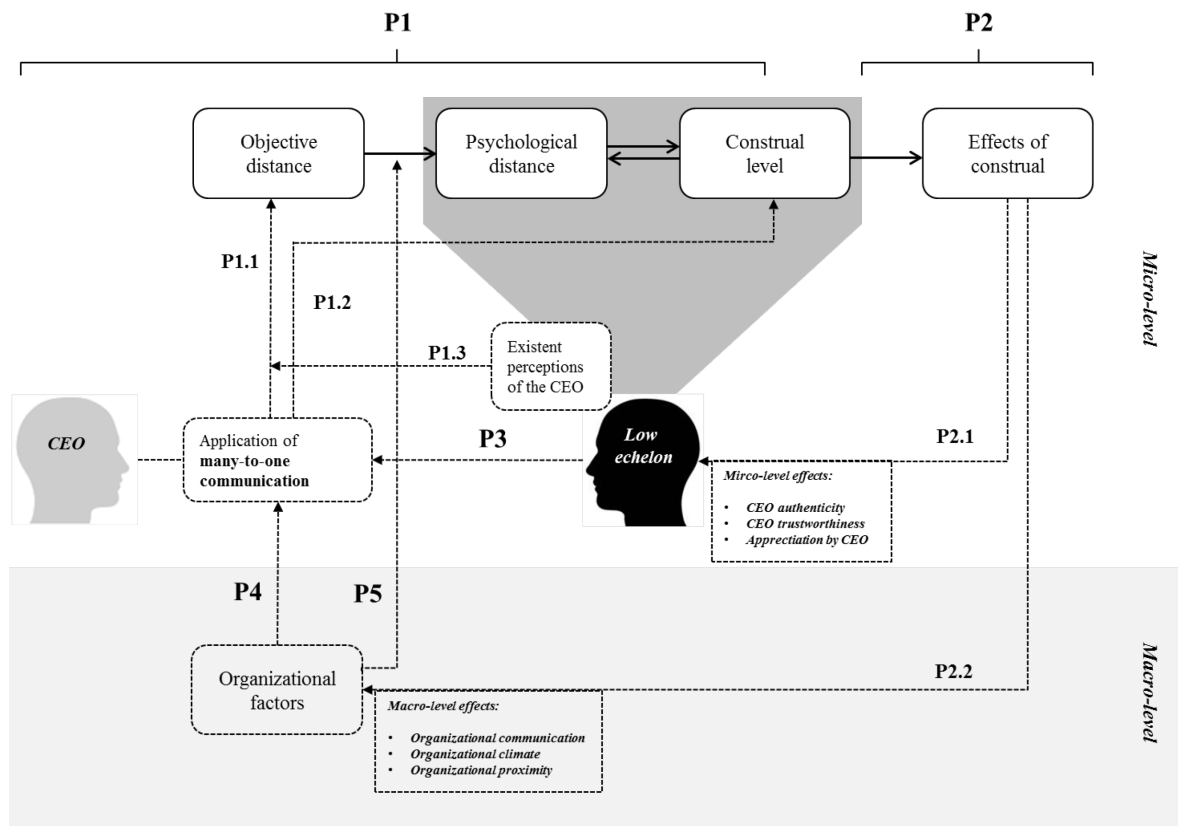 P1
P2
Objective
distance
Psychological
distance
Construal
level
Effects of
construal
P1.1
P1.2
P1.3
Existent
perceptions
of the CEO
Micro-level
CEO
Application of
many-to-one
communication
P3
Low
echelon
P2.1
Mirco-level effects:
• CEO authenticity
• CEO trustworthiness
• Apprectiation by CEO
P4
P5
Organizational
factors
P2.2
Macro-level effects:
• Organizational communication
• Organizational climate
• Organizational proximity
Macro-level